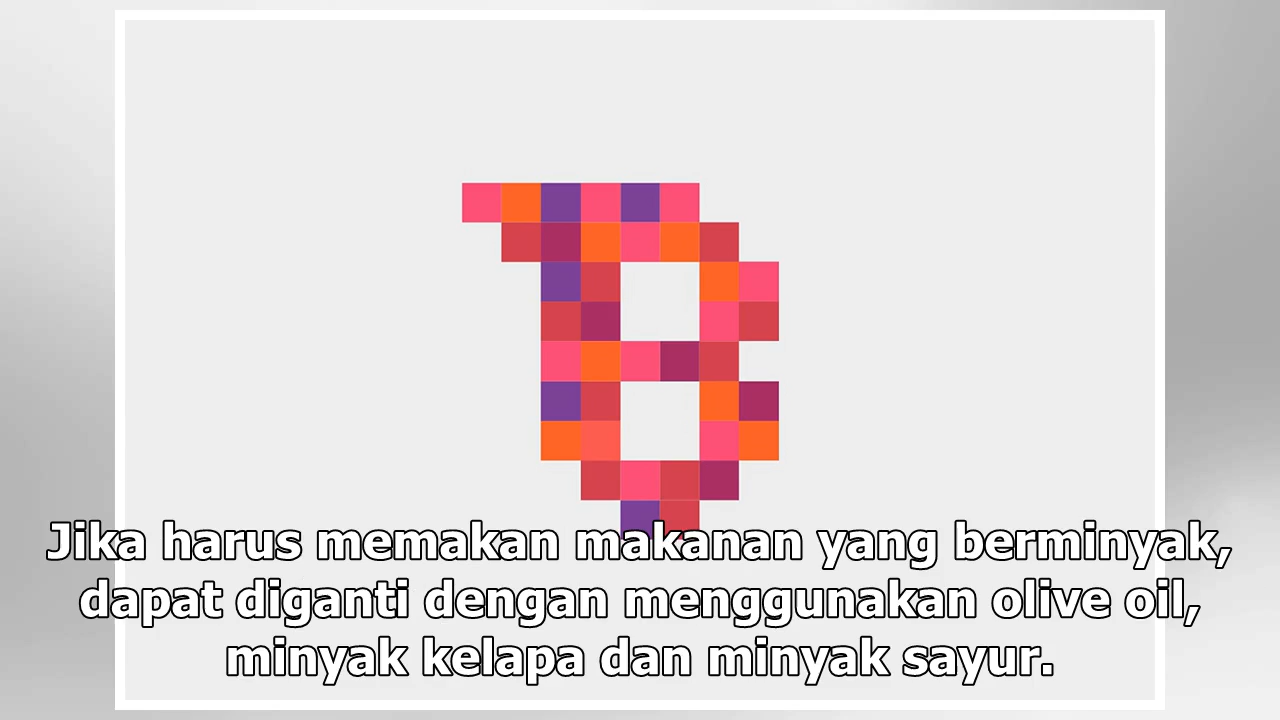 Jika harus memakan makanan yang berminyak,
dapat diganti dengan menggunakan olive oil,
minyak kelapa dan minyak sayur.